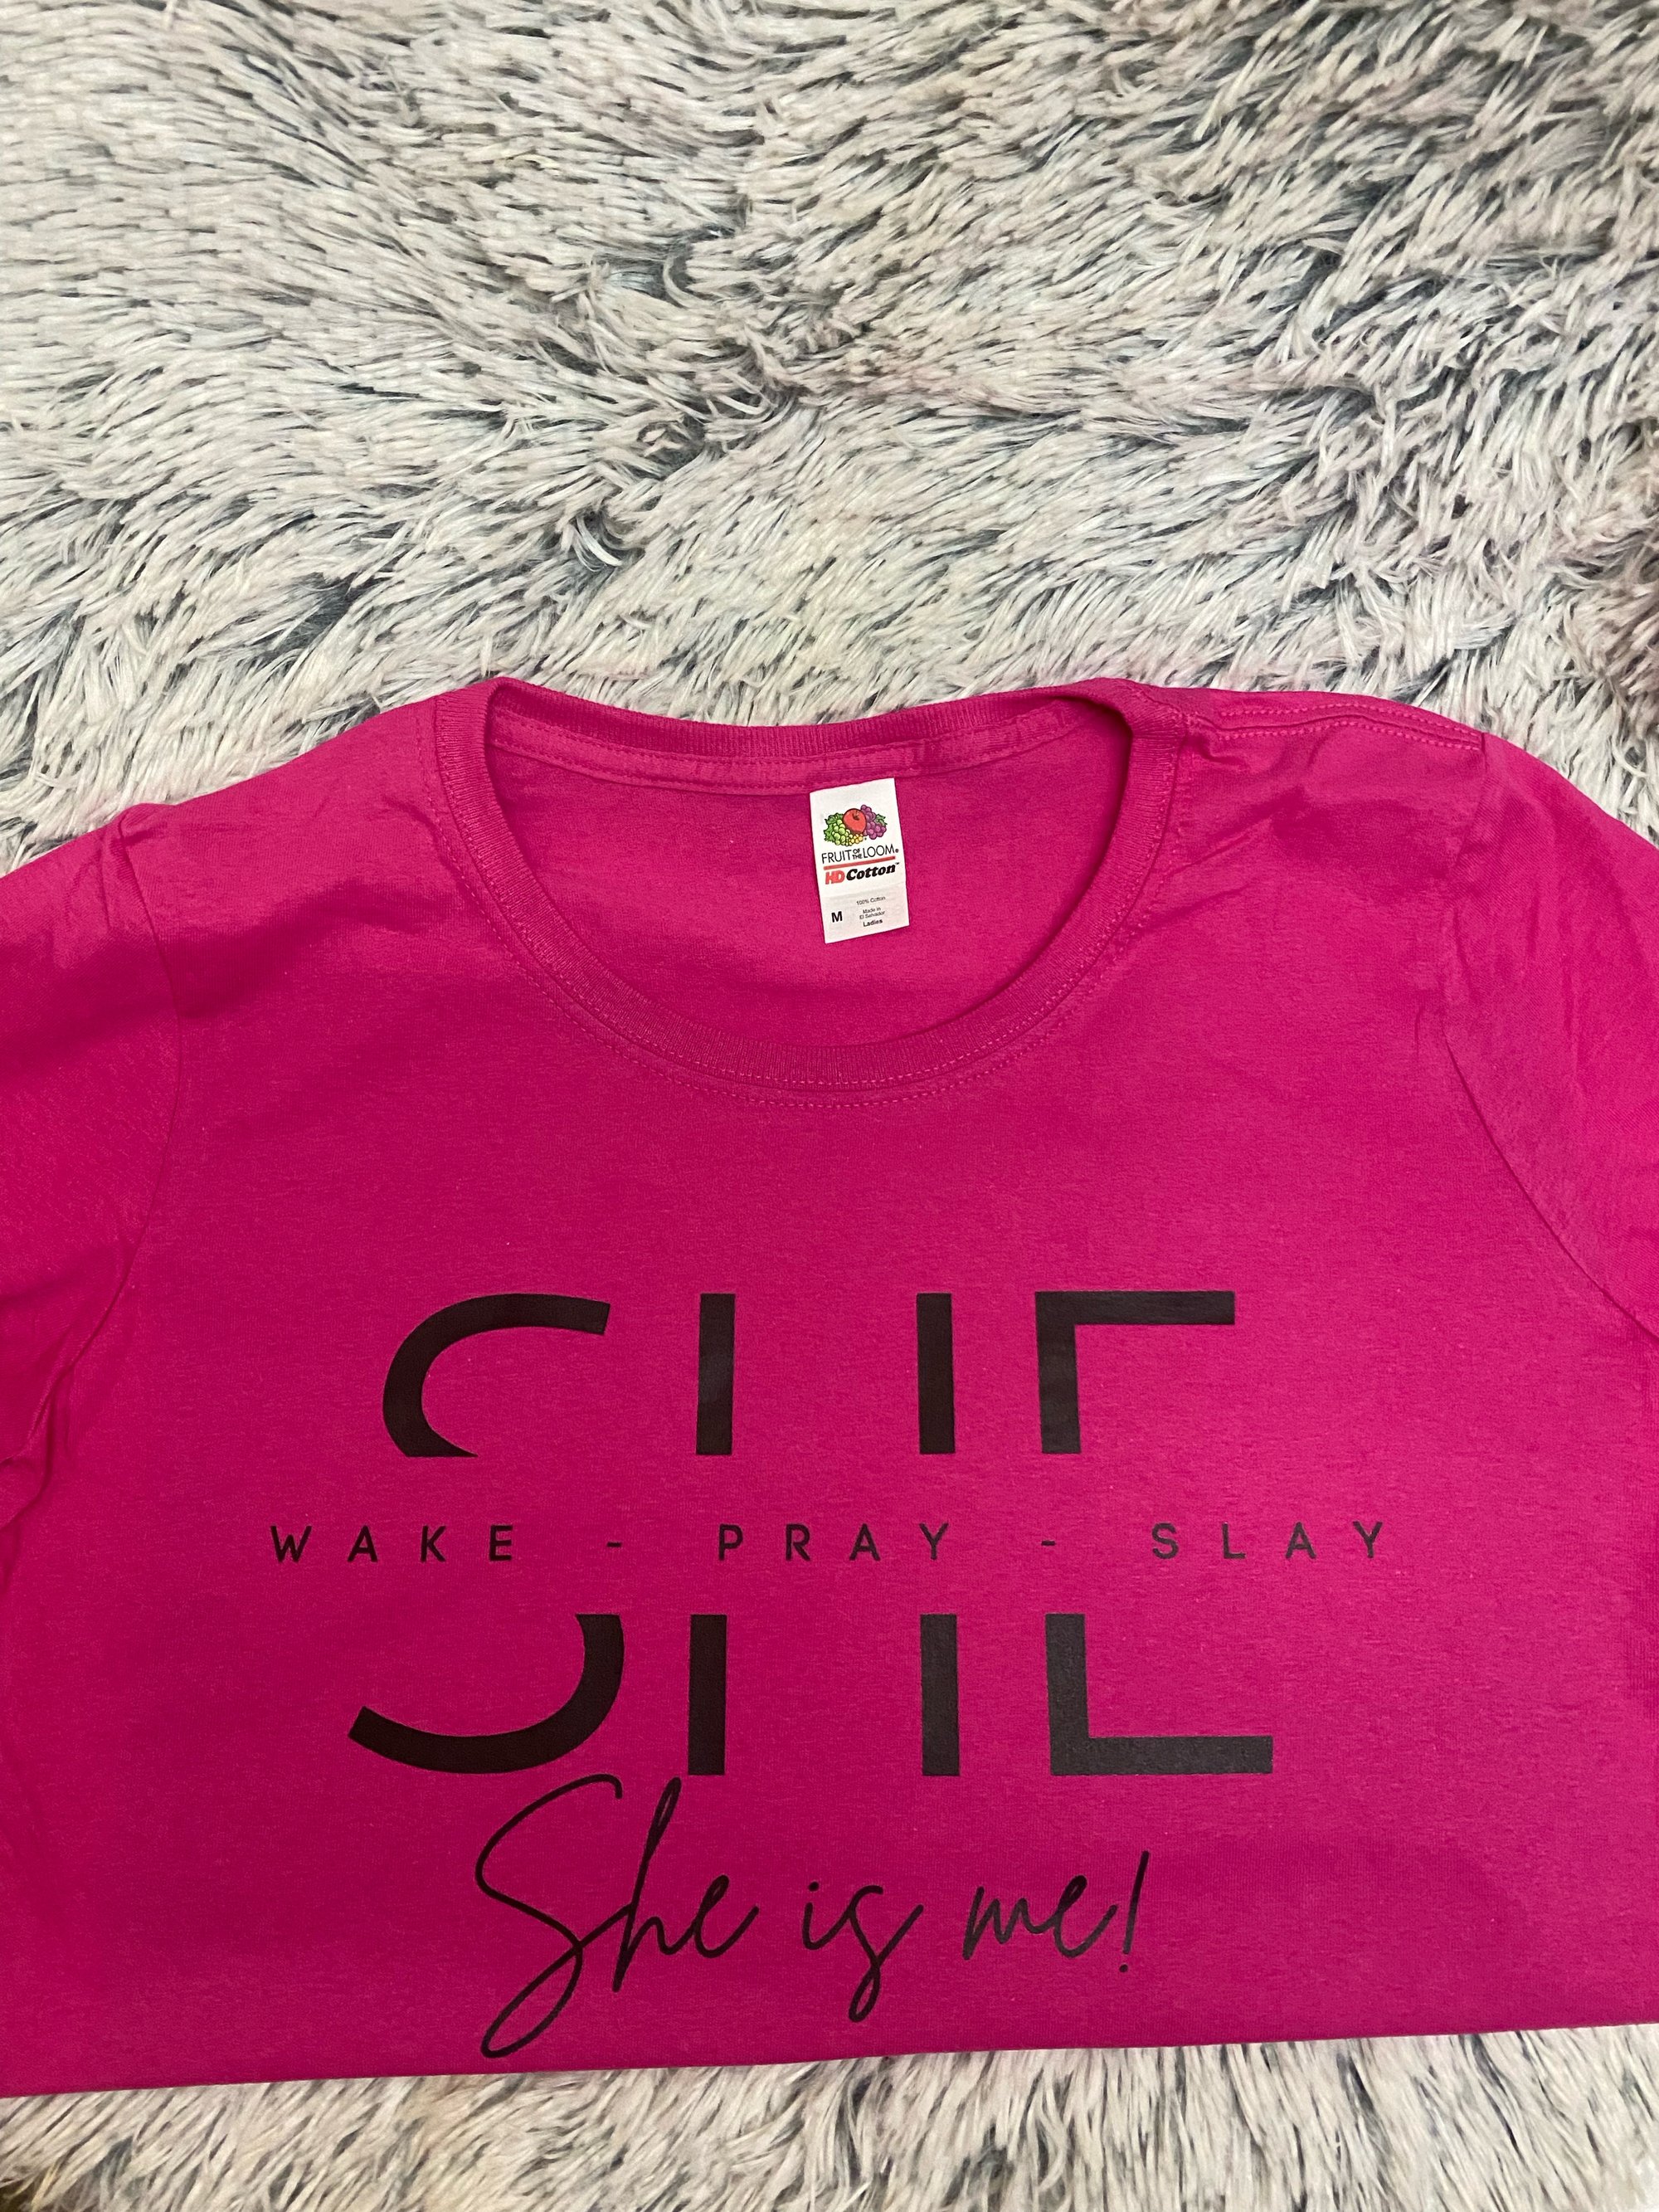 FRUIT OF THE LOOM®
HD Cotton™
100% Cotton
M
Made in
El Salvador
Ladies
SHE
WAKE - PRAY - SLAY
She is me!